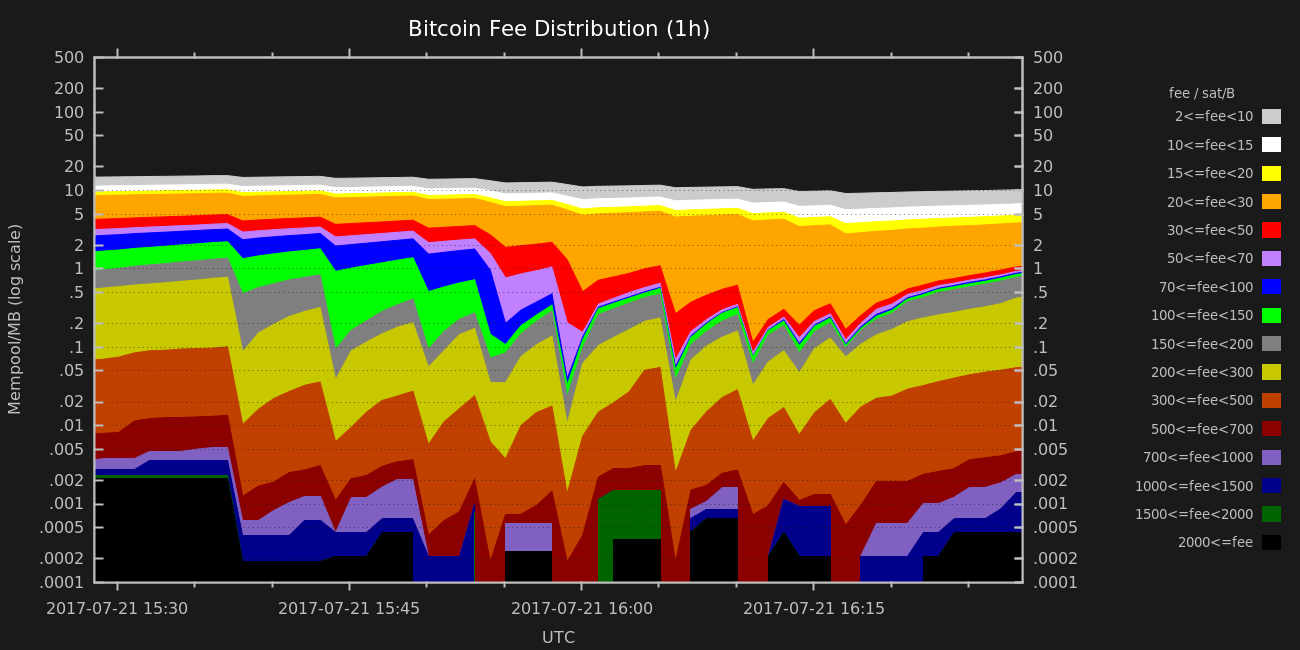 Bitcoin Fee Distribution (1h)
500
200
100
50
20
10
5
2
1
.5
.2
.1
.05
.02
.01
.005
.002
.001
.0005
.0002
.0001
Mempool/MB (log scale)
500
200
100
50
20
10
5
2
1
.5
.2
.1
.05
.02
.01
.005
.002
.001
.0005
.0002
.0001
2017-07-21 15:30
2017-07-21 15:45
2017-07-21 16:00
2017-07-21 16:15
UTC
fee / sat/B
2<=fee<10
10<=fee<15
15<=fee<20
20<=fee<30
30<=fee<50
50<=fee<70
70<=fee<100
100<=fee<150
150<=fee<200
200<=fee<300
300<=fee<500
500<=fee<700
700<=fee<1000
1000<=fee<1500
1500<=fee<2000
2000<=fee